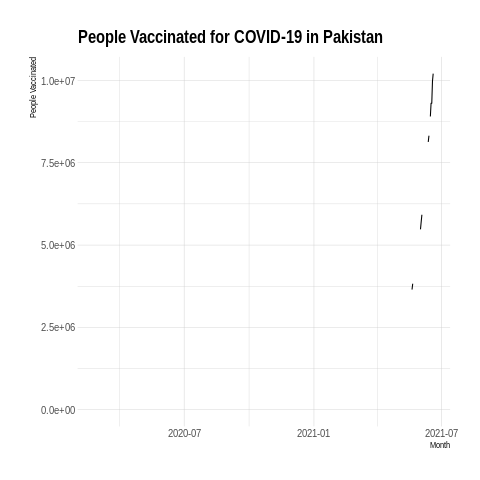 People Vaccinated for COVID-19 in Pakistan
People Vaccinated
1.0e+07
7.5e+06
5.0e+06
2.5e+06
0.0e+00
2020-07 2021-01 2021-07
Month